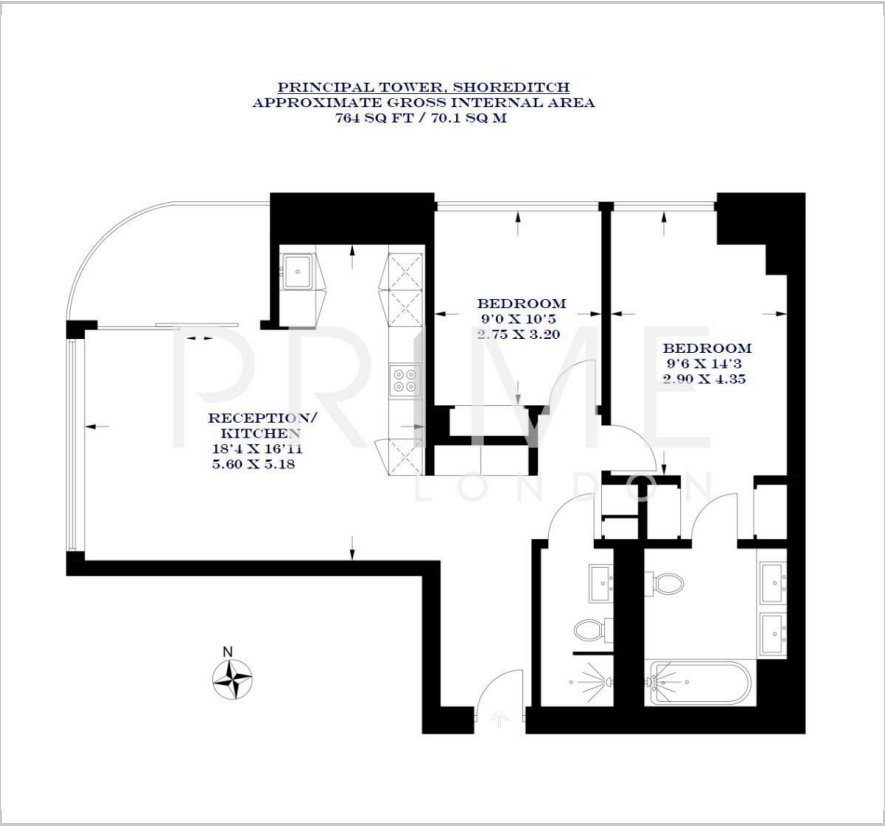 PRINCIPAL TOWER, SHOREDITCH
APPROXIMATE GROSS INTERNAL AREA
764 SQ FT / 70.1 SQ M
BEDROOM
9'0 X 10'5
2.75 X 3.20
BEDROOM
9'6 X 14'3
2.90 X 4.35
RECEPTION/
KITCHEN
18'4 X 16'11
5.60 X 5.18
PRIME
LONDON
N